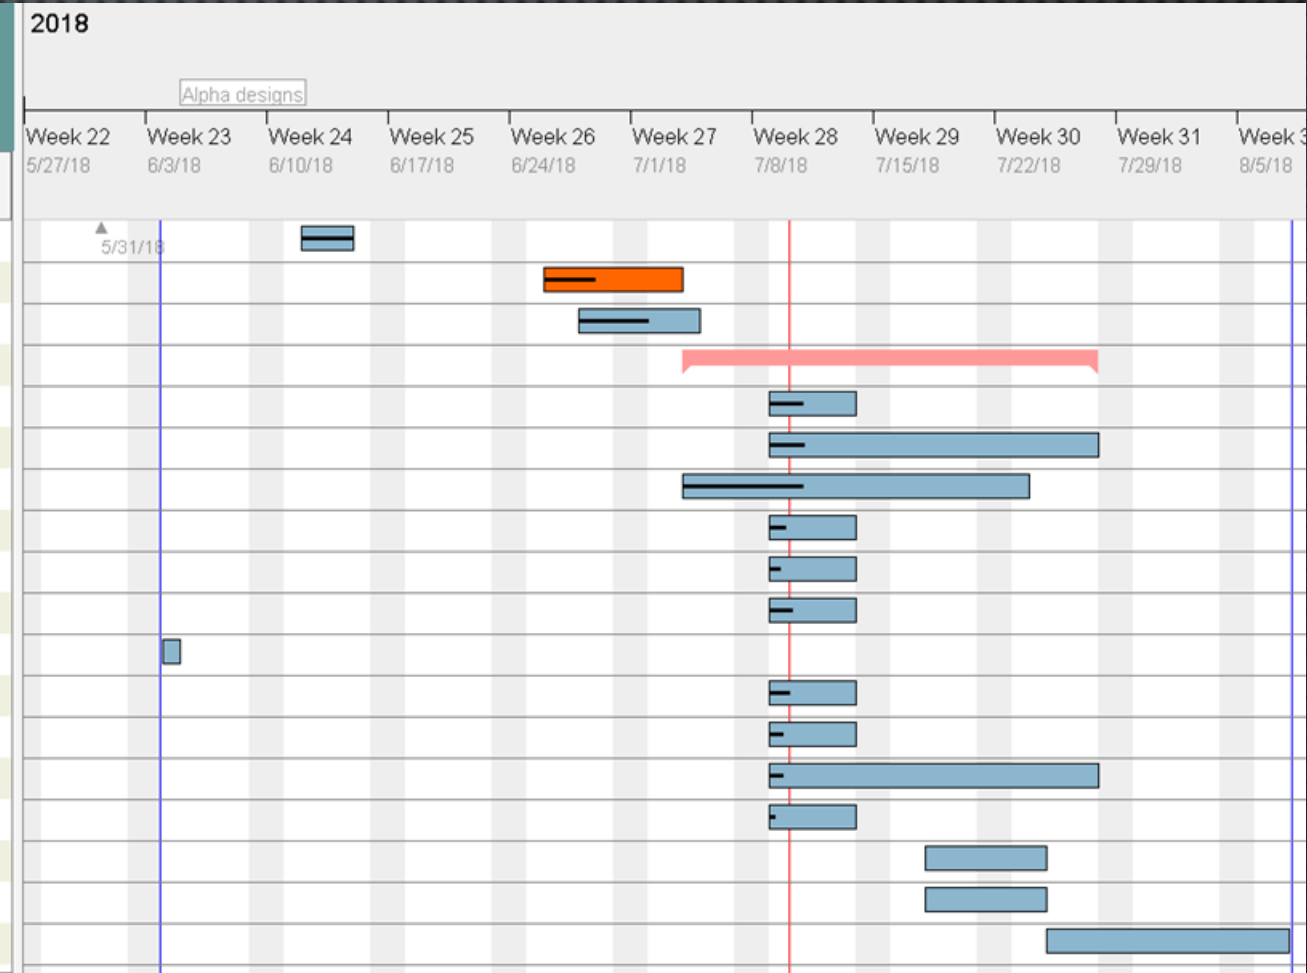 2018
Alpha designs
Week 22 Week 23 Week 24 Week 25 Week 26 Week 27 Week 28 Week 29 Week 30 Week 31 Week 3
5/27/18 6/3/18 6/10/18 6/17/18 6/24/18 7/1/18 7/8/18 7/15/18 7/22/18 7/29/18 8/5/18
5/31/18